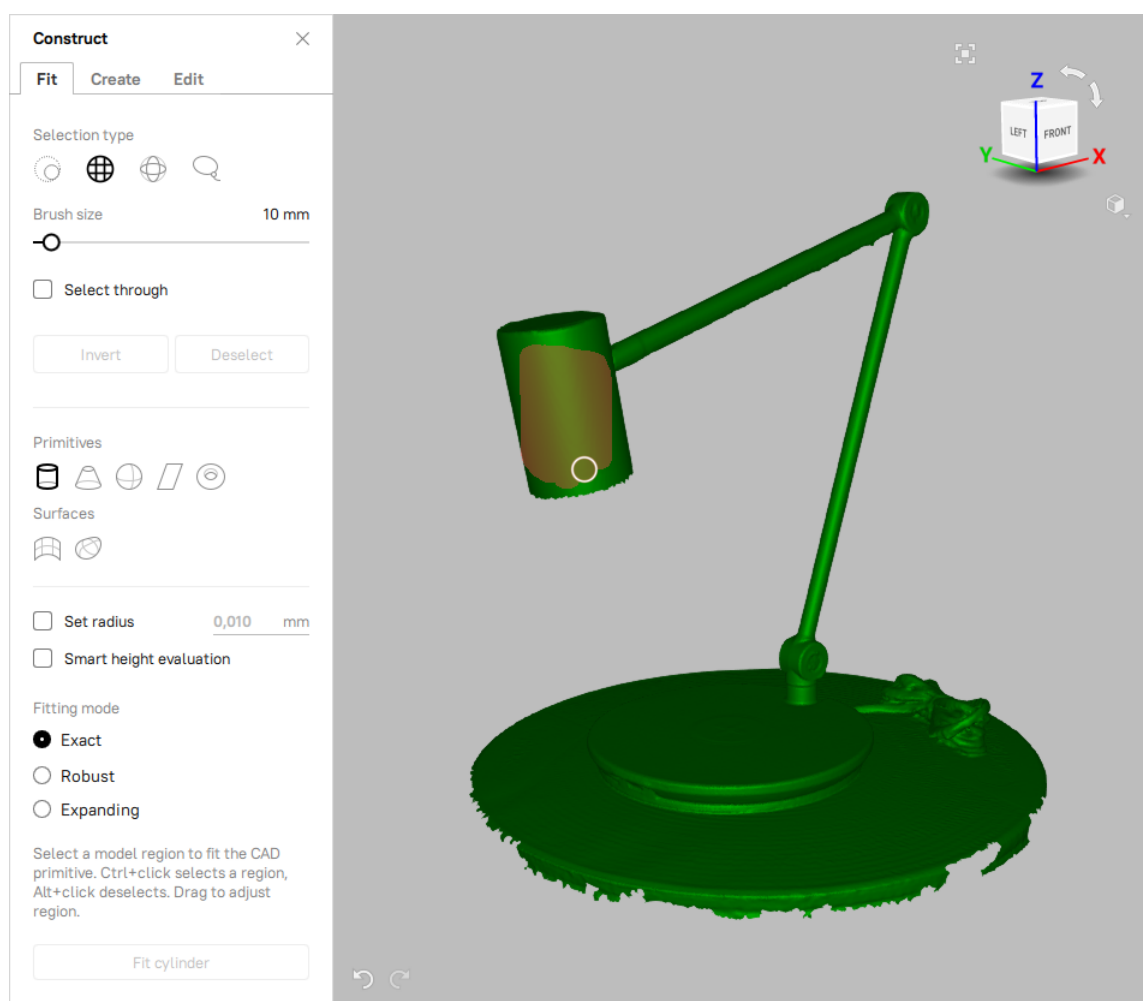 Construct
Fit Create Edit
Selection type
Brush size 10 mm
Select through
Invert Deselect
Primitives
Surfaces
Set radius 0,010 mm
Smart height evaluation
Fitting mode
Exact
Robust
Expanding
Select a model region to fit the CAD
primitive. Ctrl+click selects a region,
Alt+click deselects. Drag to adjust
region.
Fit cylinder
Z
LEFT FRONT
Y X